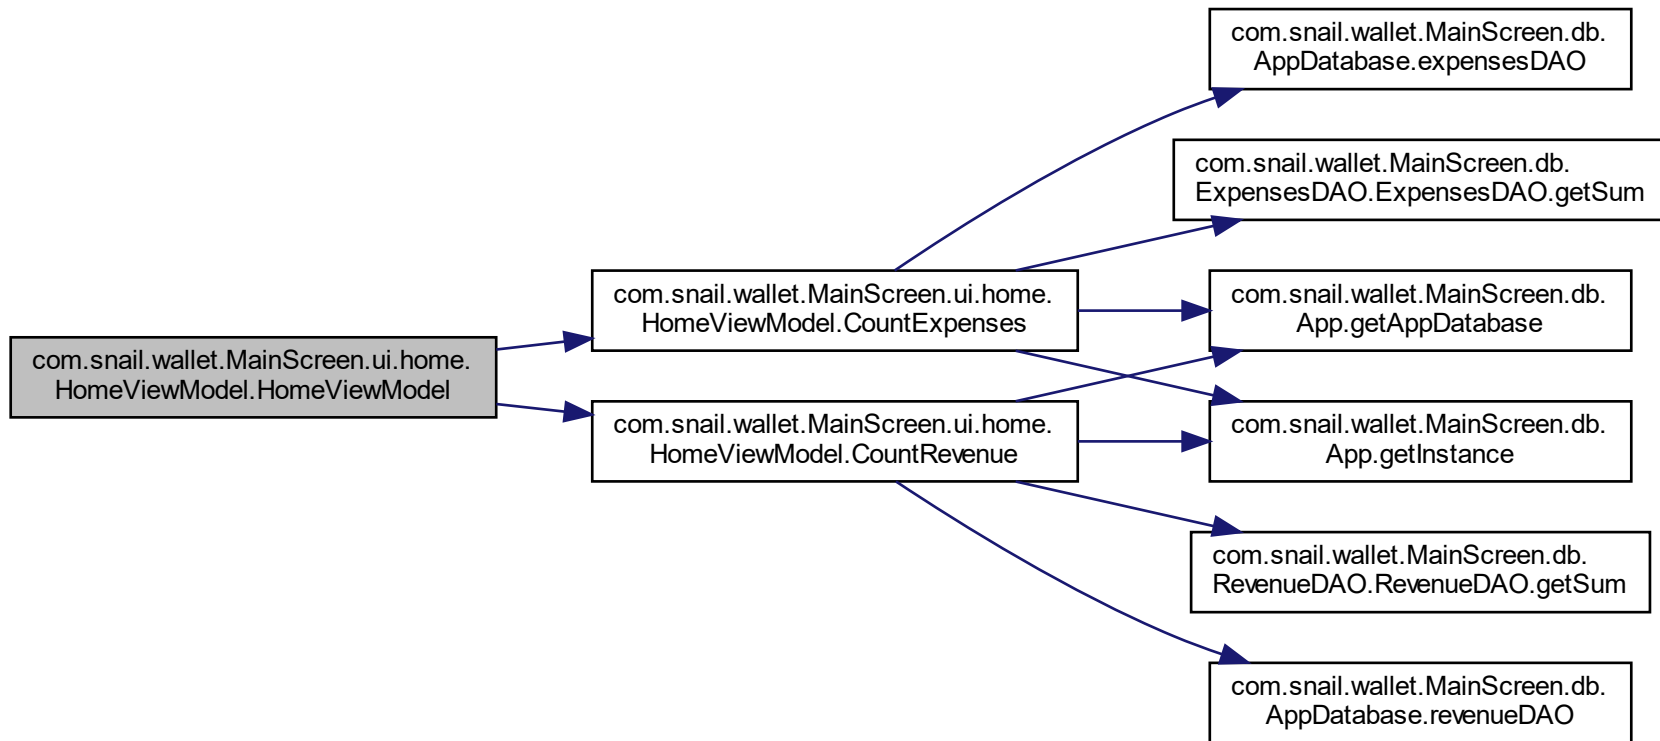 com.snail.wallet.MainScreen.db.
AppDatabase.expensesDAO
com.snail.wallet.MainScreen.db.
ExpensesDAO.ExpensesDAO.getSum
com.snail.wallet.MainScreen.ui.home.
HomeViewModel.CountExpenses
com.snail.wallet.MainScreen.db.
App.getAppDatabase
com.snail.wallet.MainScreen.ui.home.
HomeViewModel.HomeViewModel
com.snail.wallet.MainScreen.ui.home.
HomeViewModel.CountRevenue
com.snail.wallet.MainScreen.db.
App.getInstance
com.snail.wallet.MainScreen.db.
RevenueDAO.RevenueDAO.getSum
com.snail.wallet.MainScreen.db.
AppDatabase.revenueDAO